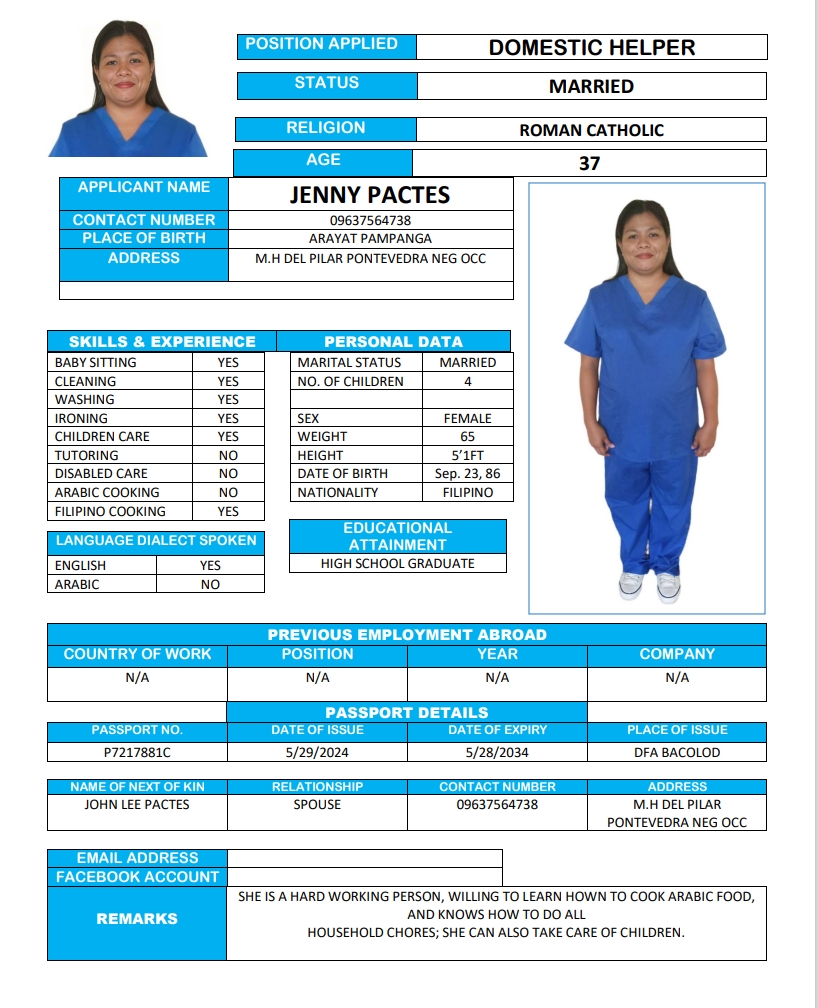 POSITION APPLIED DOMESTIC HELPER
STATUS MARRIED
RELIGION ROMAN CATHOLIC
AGE 37
APPLICANT NAME JENNY PACTES
CONTACT NUMBER 09637564738
PLACE OF BIRTH ARAYAT PAMPANGA
ADDRESS M.H DEL PILAR PONTEVEDRA NEG OCC
SKILLS & EXPERIENCE
BABY SITTING YES
CLEANING YES
WASHING YES
IRONING YES
CHILDREN CARE YES
TUTORING NO
DISABLED CARE NO
ARABIC COOKING NO
FILIPINO COOKING YES
LANGUAGE DIALECT SPOKEN
ENGLISH YES
ARABIC NO
PERSONAL DATA
MARITAL STATUS MARRIED
NO. OF CHILDREN 4
SEX FEMALE
WEIGHT 65
HEIGHT 5’1FT
DATE OF BIRTH Sep. 23, 86
NATIONALITY FILIPINO
EDUCATIONAL
ATTAINMENT
HIGH SCHOOL GRADUATE
PREVIOUS EMPLOYMENT ABROAD
COUNTRY OF WORK POSITION YEAR COMPANY
N/A N/A N/A N/A
PASSPORT DETAILS
PASSPORT NO. DATE OF ISSUE DATE OF EXPIRY PLACE OF ISSUE
P7217881C 5/29/2024 5/28/2034 DFA BACOLOD
NAME OF NEXT OF KIN RELATIONSHIP CONTACT NUMBER ADDRESS
JOHN LEE PACTES SPOUSE 09637564738 M.H DEL PILAR
PONTEVEDRA NEG OCC
EMAIL ADDRESS
FACEBOOK ACCOUNT
REMARKS
SHE IS A HARD WORKING PERSON, WILLING TO LEARN HOWN TO COOK ARABIC FOOD,
AND KNOWS HOW TO DO ALL
HOUSEHOLD CHORES; SHE CAN ALSO TAKE CARE OF CHILDREN.